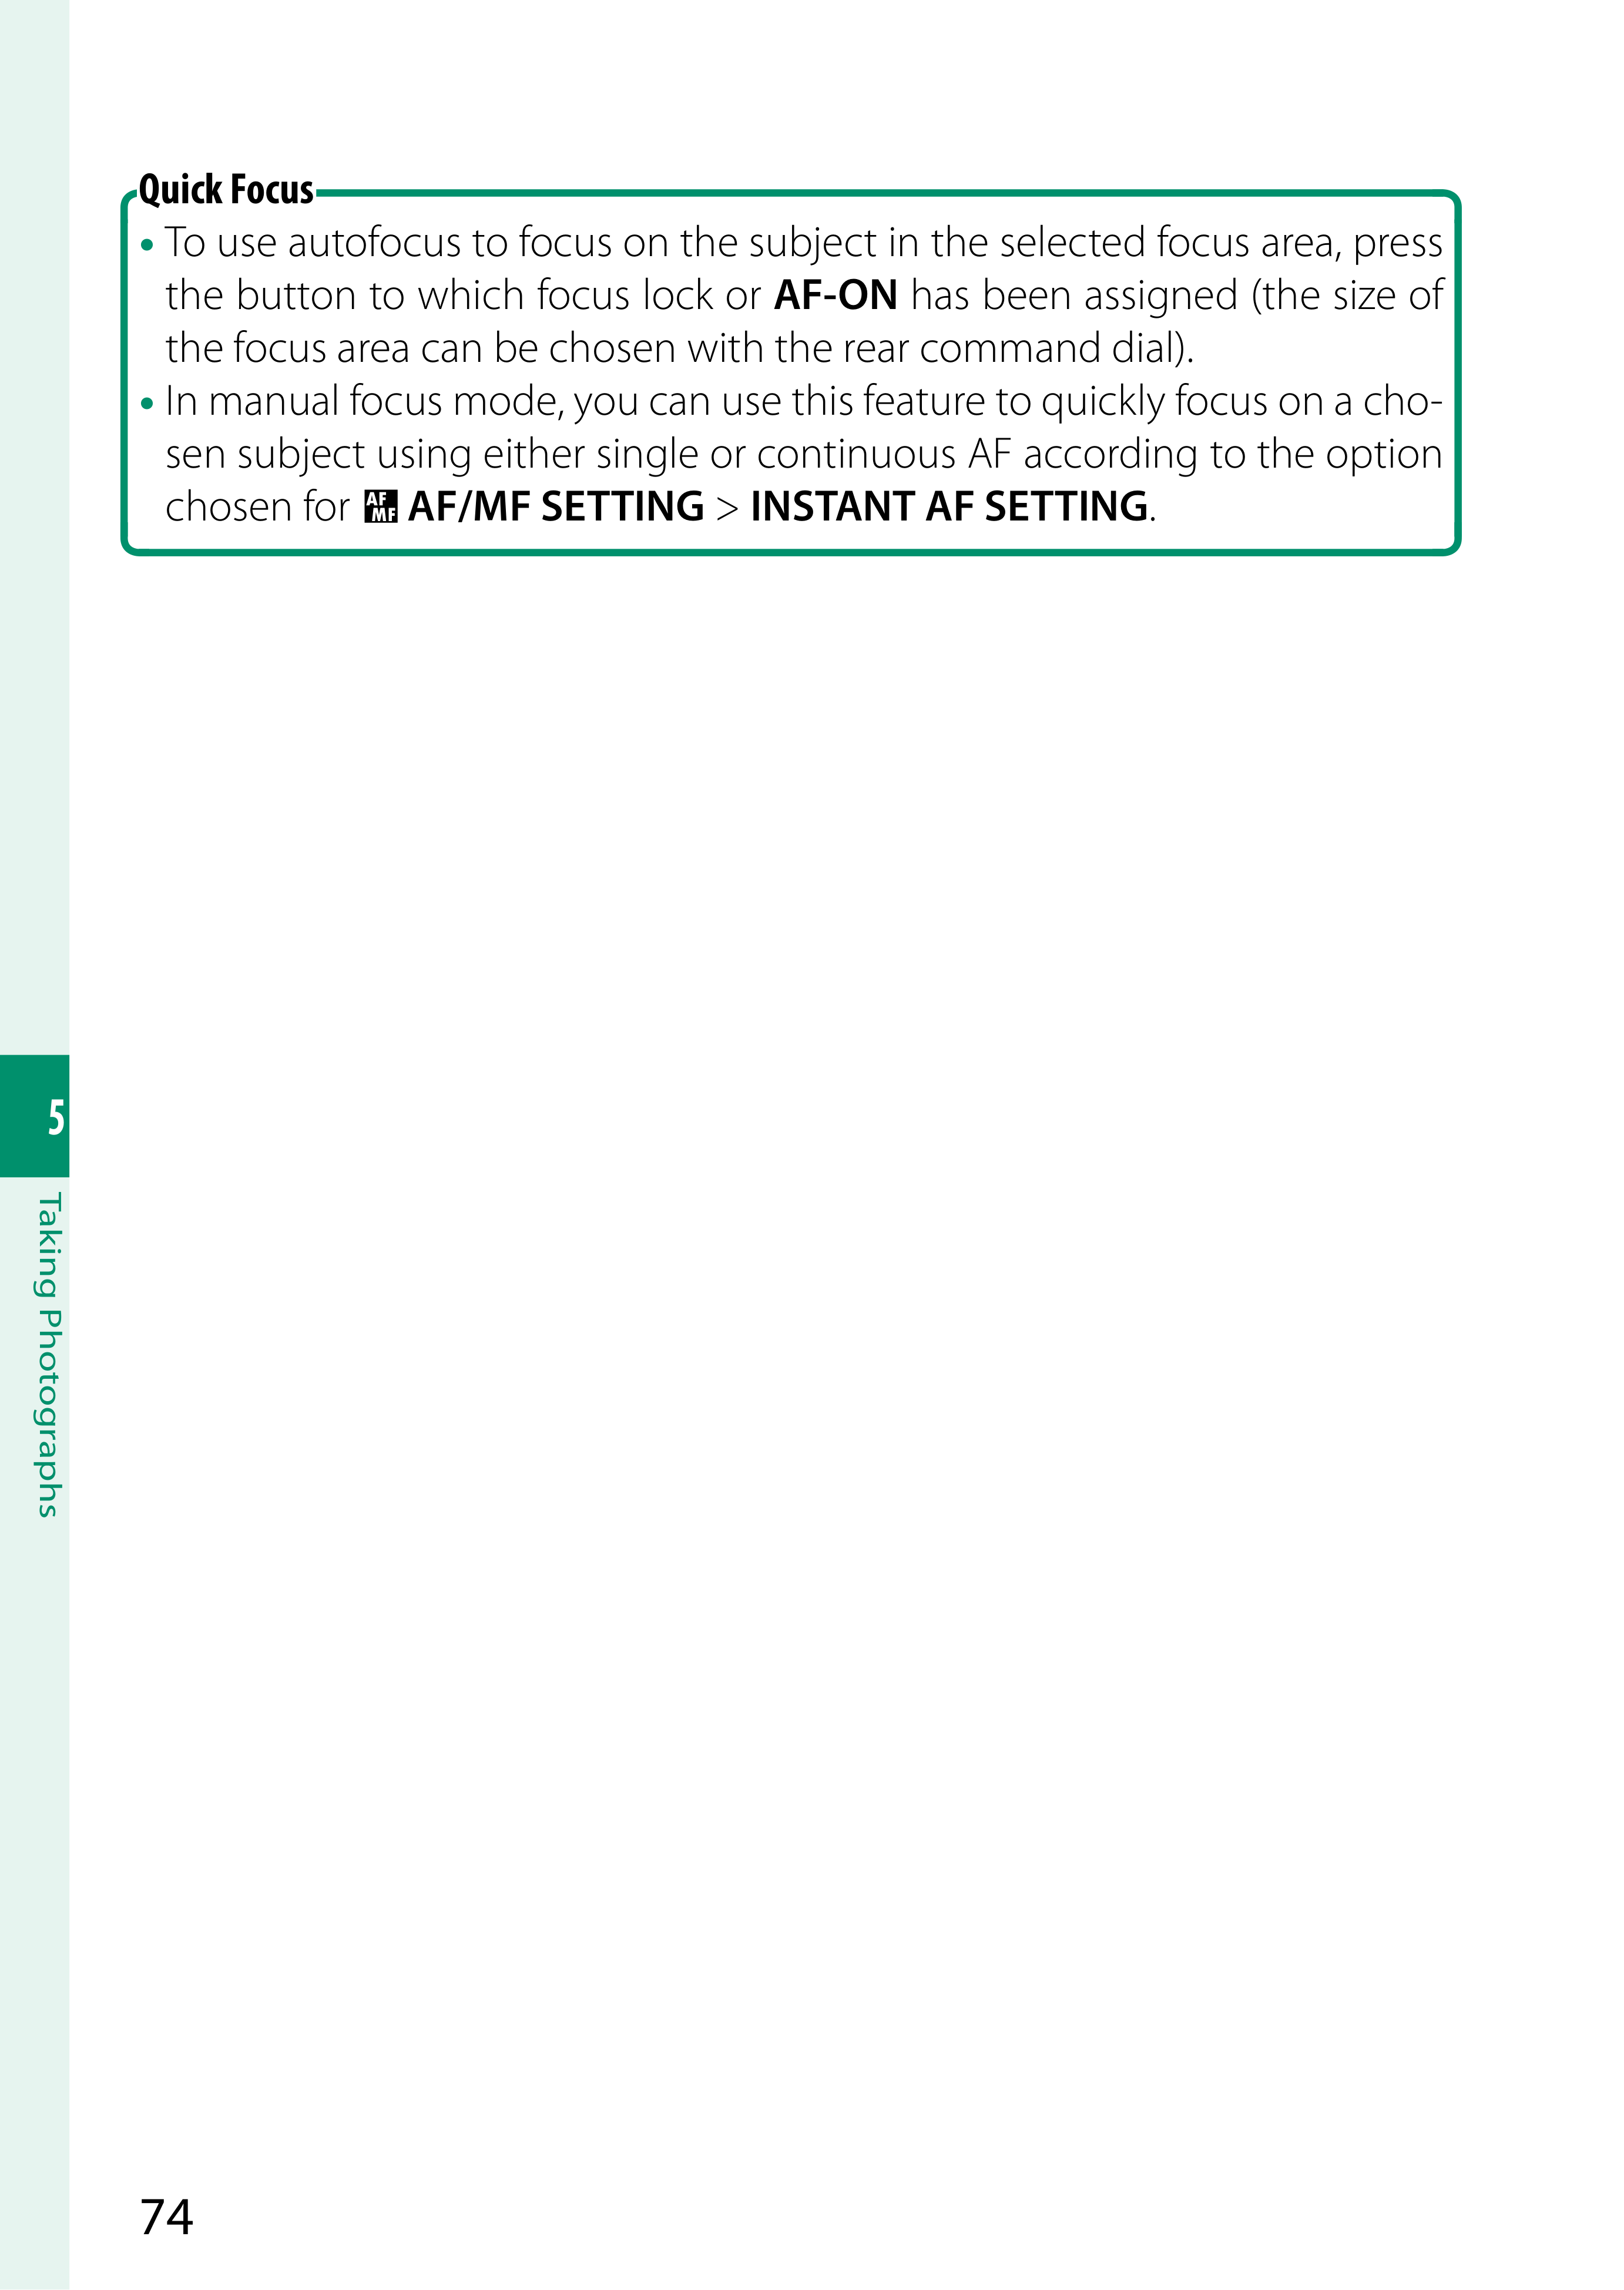 Quick Focus
• To use autofocus to focus on the subject in the selected focus area, press
the button to which focus lock or AF-ON has been assigned (the size of
the focus area can be chosen with the rear command dial).
• In manual focus mode, you can use this feature to quickly focus on a cho-
sen subject using either single or continuous AF according to the option
chosen for AF MF AF/MF SETTING > INSTANT AF SETTING.
5
Taking Photographs
74